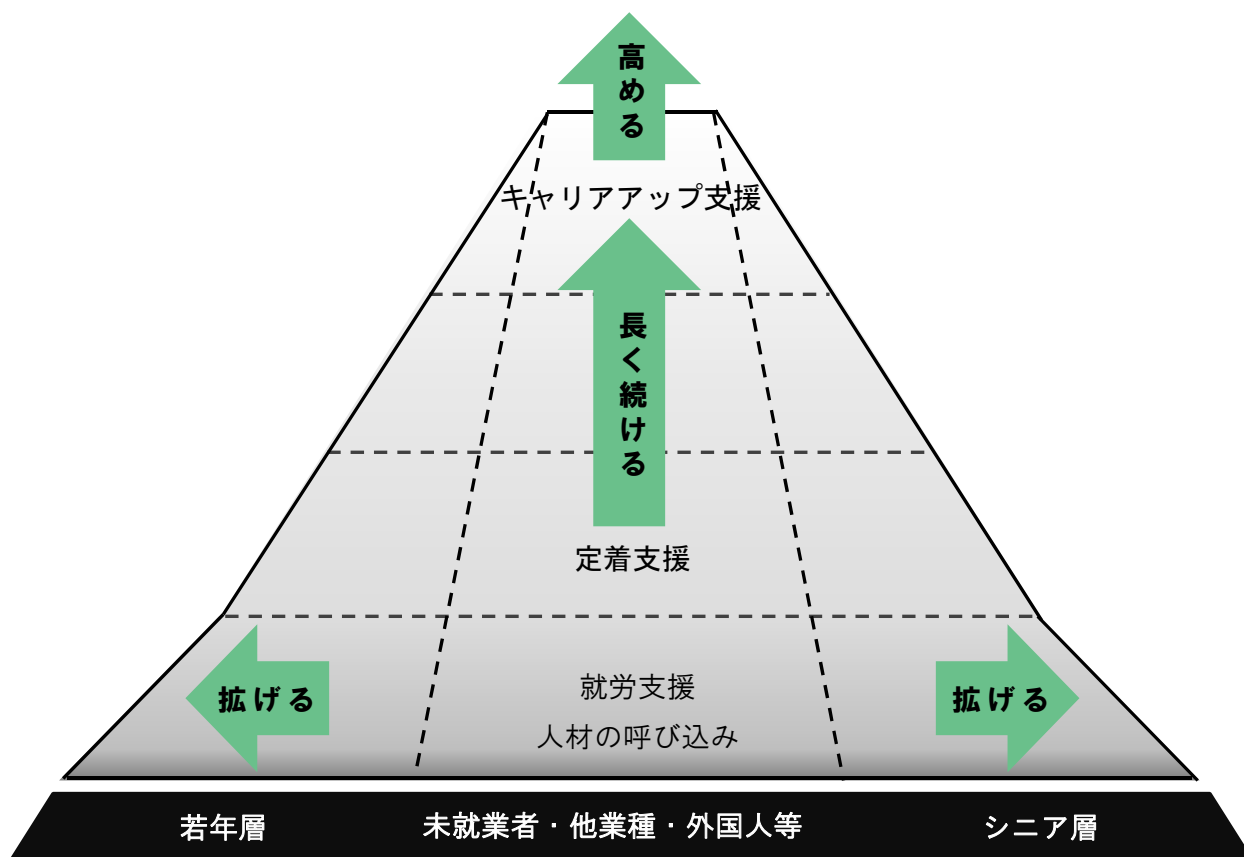 高める
キャリアアップ支援
長く続ける
定着支援
拡げる
就労支援
人材の呼び込み
拡げる
若年層
未就業者・他業種・外国人等
シニア層